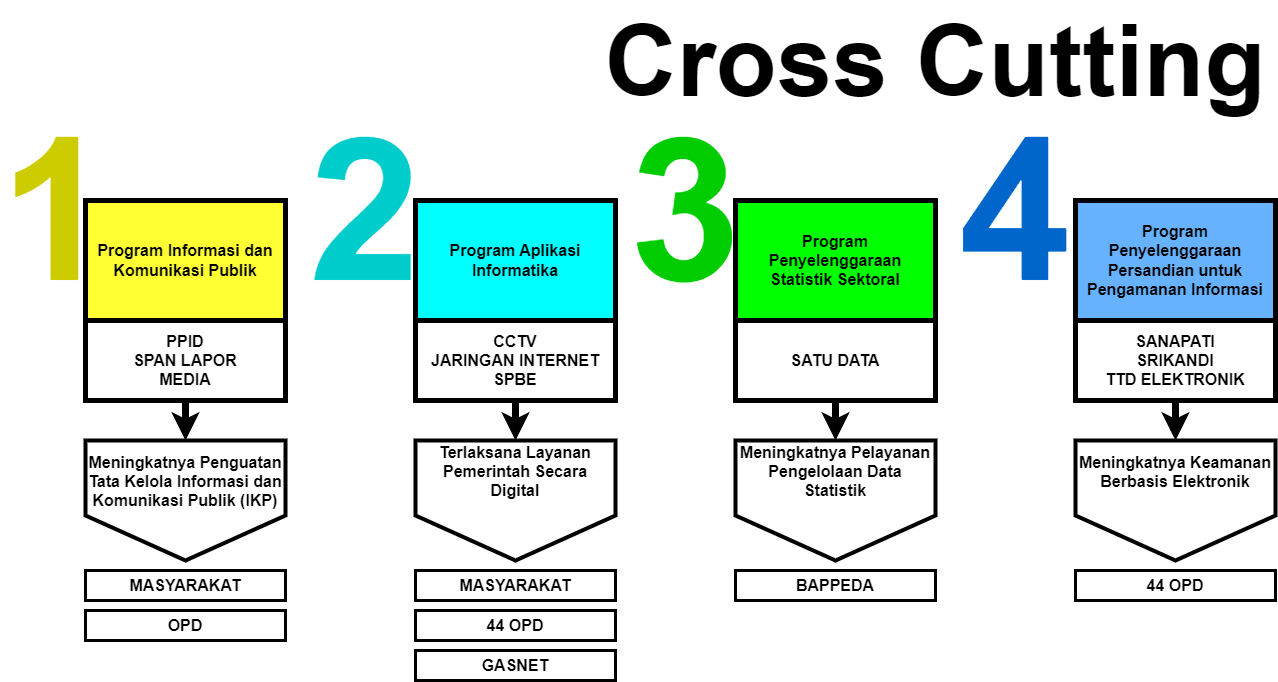 Cross Cutting
1
Program Informasi dan
Komunikasi Publik
PPID
SPAN LAPOR
MEDIA
Meningkatnya Penguatan
Tata Kelola Informasi dan
Komunikasi Publik (IKP)
MASYARAKAT
OPD
2
Program Aplikasi
Informatika
CCTV
JARINGAN INTERNET
SPBE
Terlaksana Layanan
Pemerintah Secara
Digital
MASYARAKAT
44 OPD
GASNET
3
Program
Penyelenggaraan
Statistik Sektoral
SATU DATA
Meningkatnya Pelayanan
Pengelolaan Data
Statistik
BAPPEDA
4
Program
Penyelenggaraan
Persandian untuk
Pengamanan Informasi
SANAPATI
SRIKANDI
TTD ELEKTRONIK
Meningkatnya Keamanan
Berbasis Elektronik
44 OPD